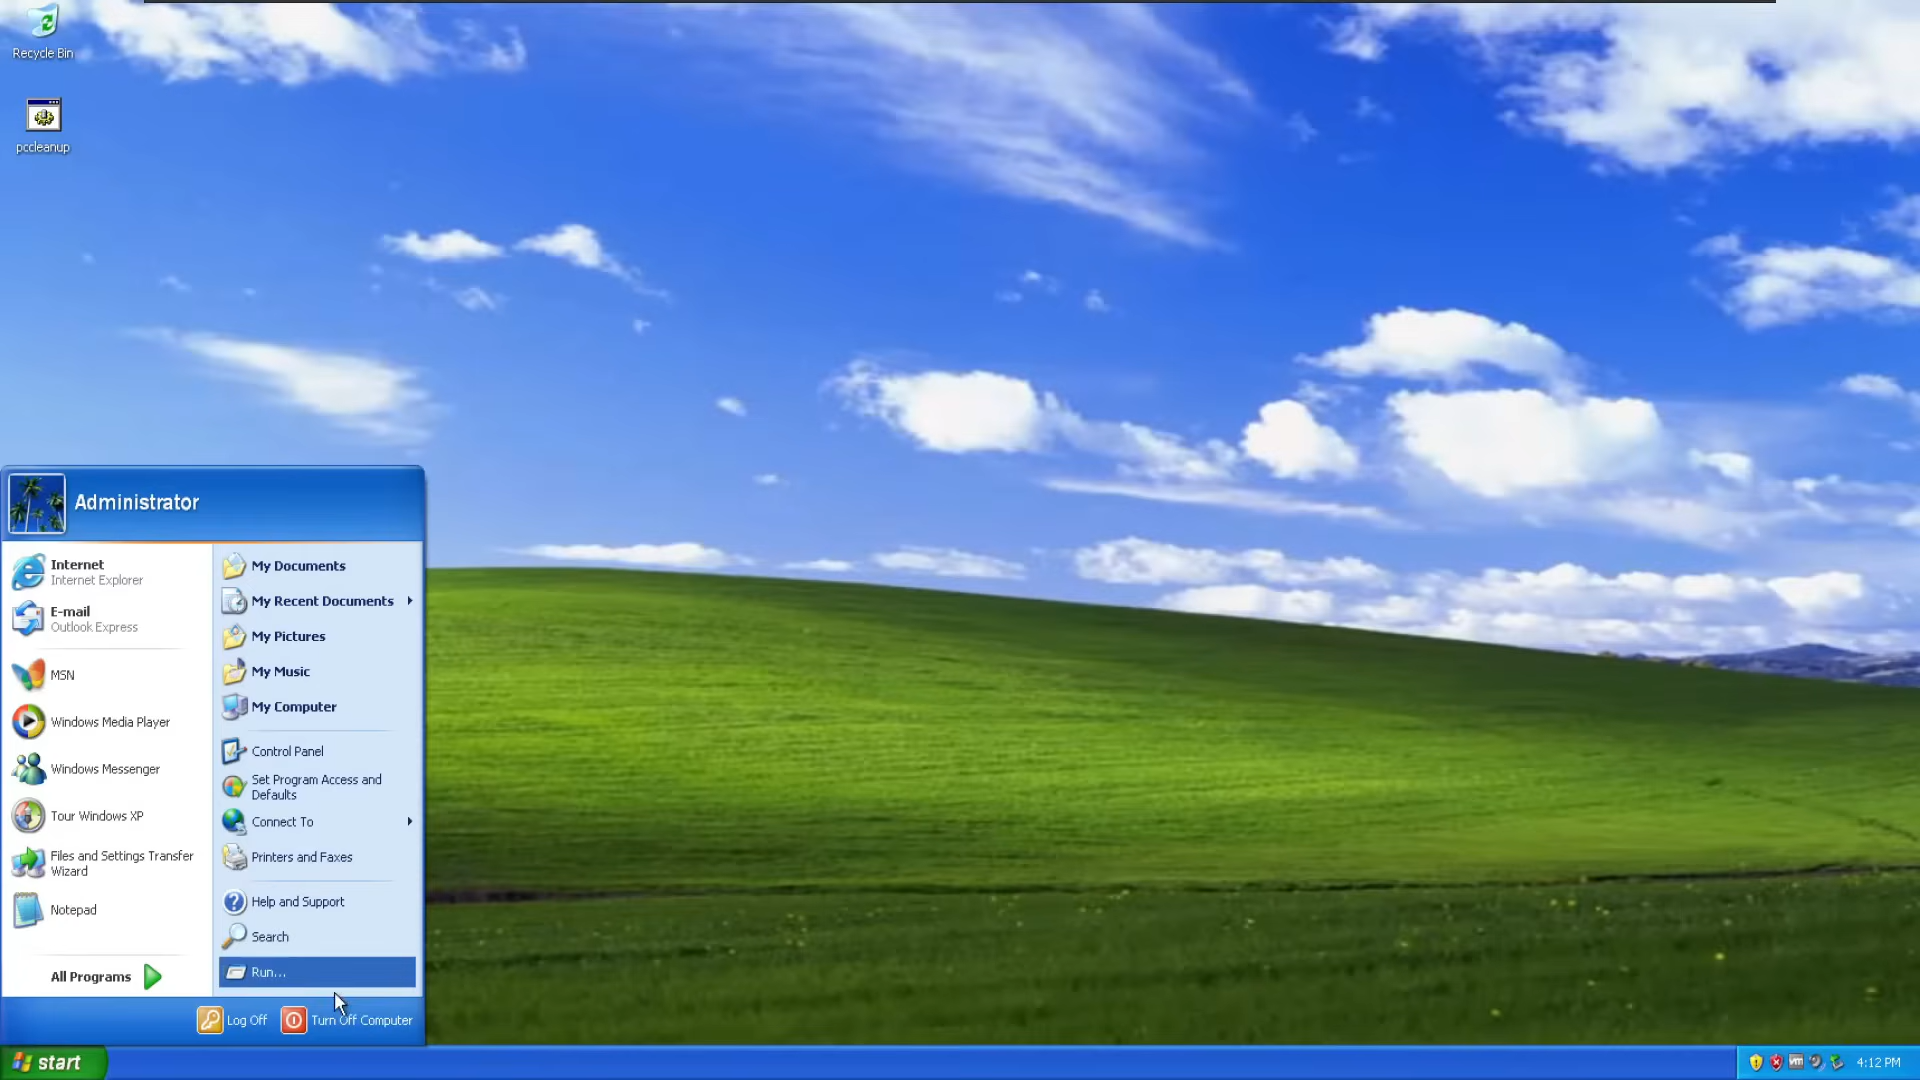 Recycle Bin
pccleanup
Administrator
Internet
Internet Explorer
E-mail
Outlook Express
MSN
Windows Media Player
Windows Messenger
Tour Windows XP
Files and Settings Transfer
Wizard
Notepad
All Programs
My Documents
My Recent Documents
My Pictures
My Music
My Computer
Control Panel
Set Program Access and
Defaults
Connect To
Printers and Faxes
Help and Support
Search
Run...
Log Off
Turn Off Computer
start
vm
4:12 PM